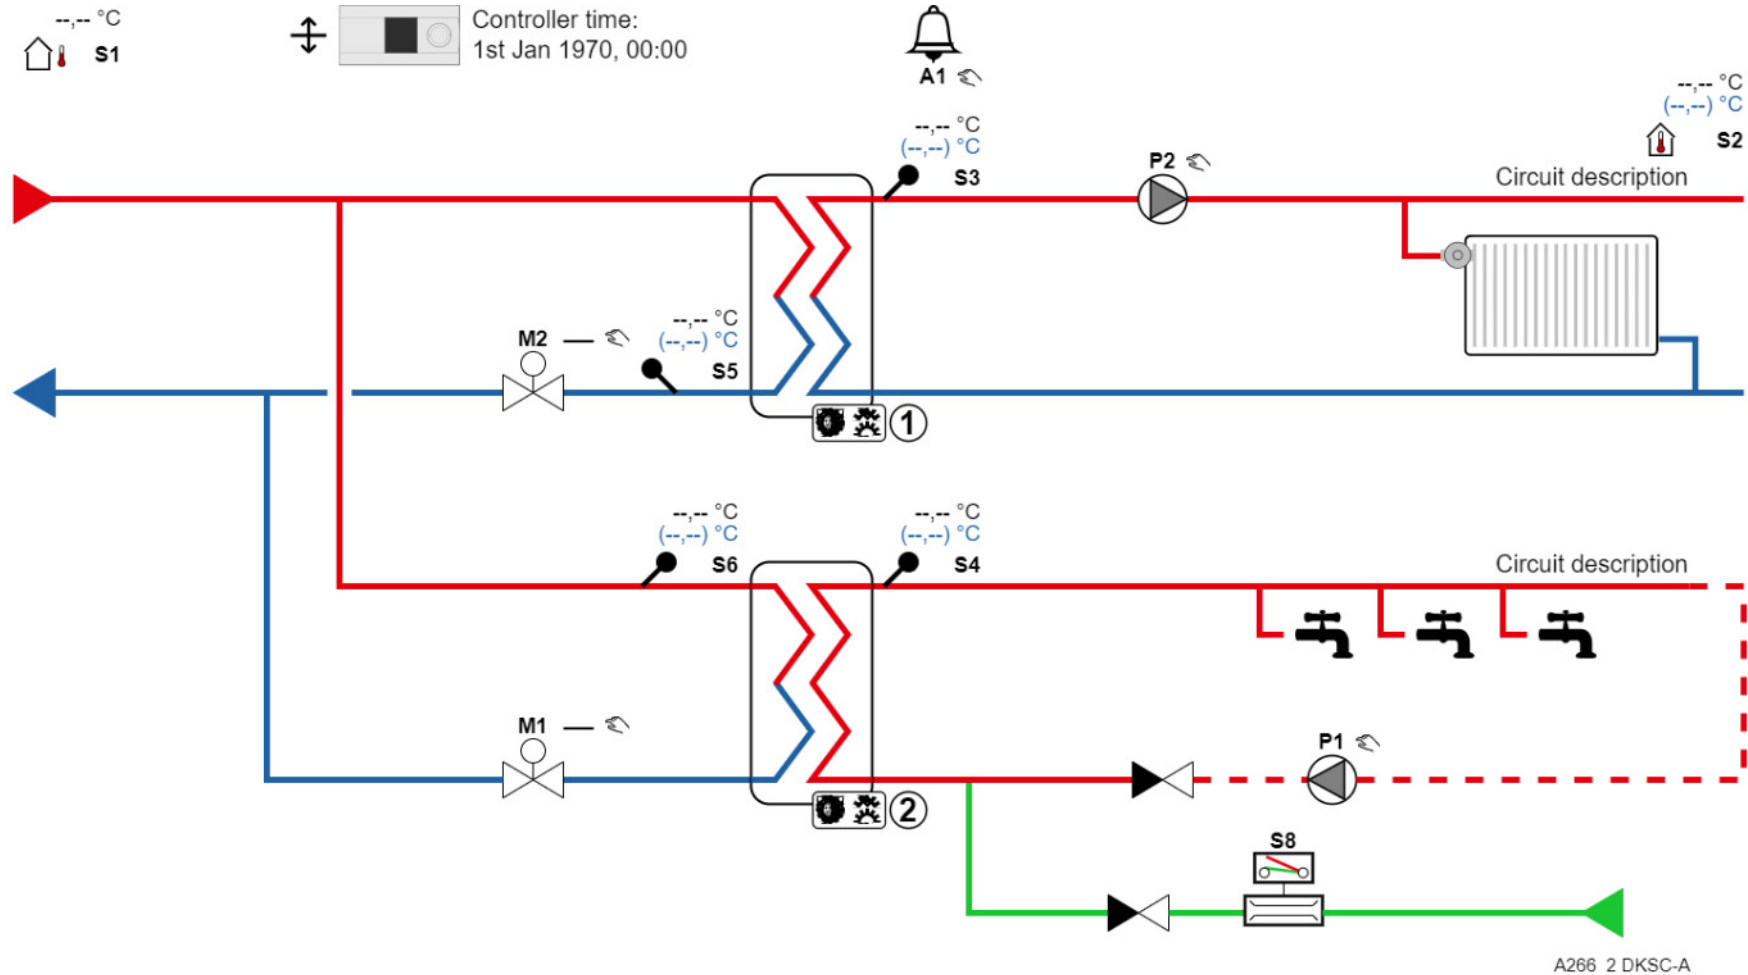 --,-- °C
S1
Controller time:
1st Jan 1970, 00:00
A1
--,-- °C
(--,--) °C
S2
--,-- °C
(--,--) °C
S3
P2
Circuit description
M2
--,-- °C
(--,--) °C
S5
1
--,-- °C
(--,--) °C
S6
--,-- °C
(--,--) °C
S4
Circuit description
M1
P1
2
S8
A266 2 DKSC-A